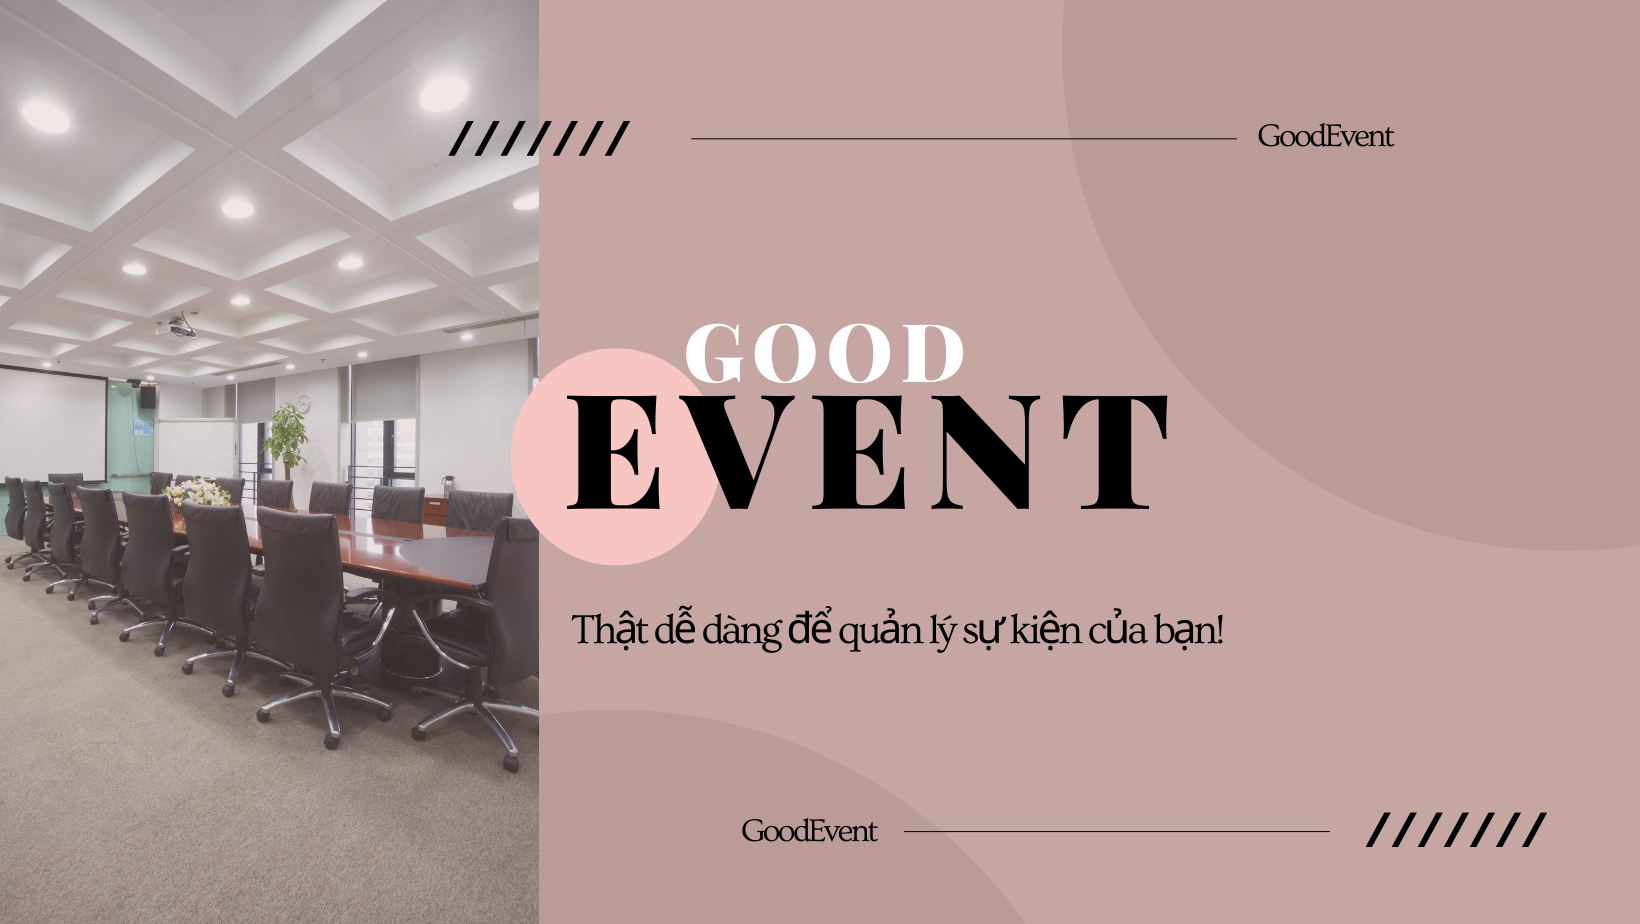 GoodEvent
GOOD
EVENT
Thật dễ dàng để quản lý sự kiện của bạn!
GoodEvent